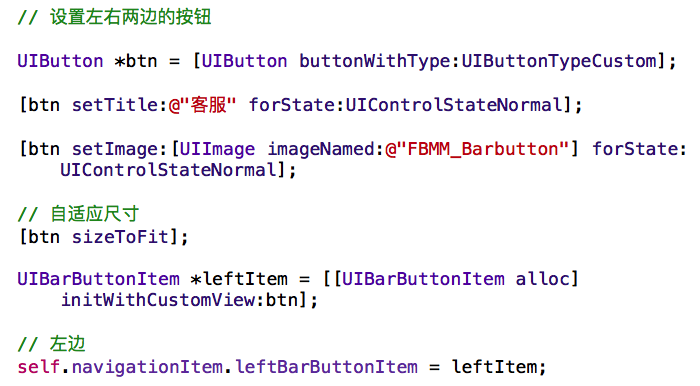 // 设置左右两边的按钮
UIButton *btn = [UIButton buttonWithType:UIButtonTypeCustom];
[btn setTitle:@"客服" forState:UIControlStateNormal];
[btn setImage:[UIImage imageNamed:@"FBMM_Barbutton"] forState:
UIControlStateNormal];
// 自适应尺寸
[btn sizeToFit];
UIBarButtonItem *leftItem = [[UIBarButtonItem alloc]
initWithCustomView:btn];
// 左边
self.navigationItem.leftBarButtonItem = leftItem;